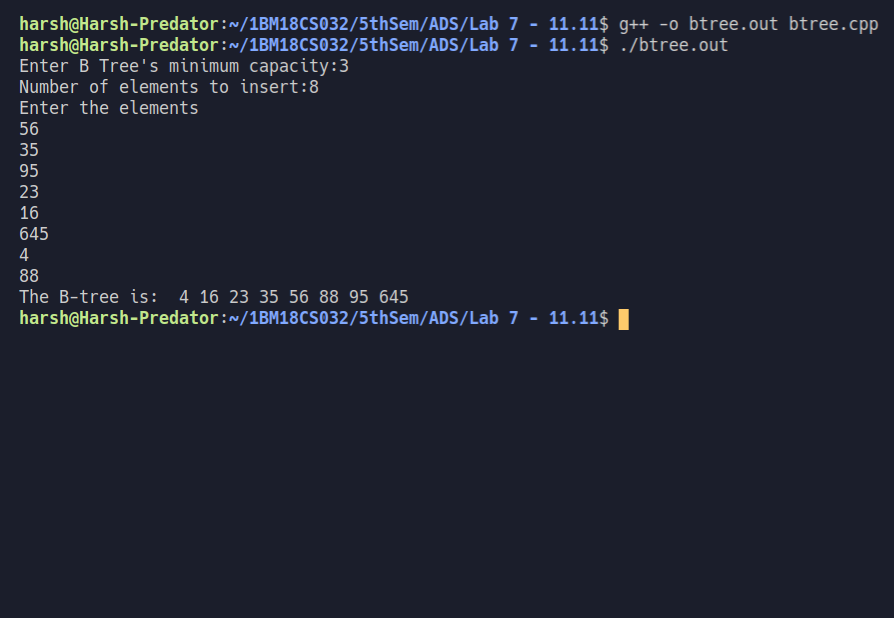 harsh@Harsh-Predator:~/1BM18CS032/5thSem/ADS/Lab 7 - 11.11$ g++ -o btree.out btree.cpp
harsh@Harsh-Predator:~/1BM18CS032/5thSem/ADS/Lab 7 - 11.11$ ./btree.out
Enter B Tree's minimum capacity:3
Number of elements to insert:8
Enter the elements
56
35
95
23
16
645
4
88
The B-tree is:  4 16 23 35 56 88 95 645
harsh@Harsh-Predator:~/1BM18CS032/5thSem/ADS/Lab 7 - 11.11$